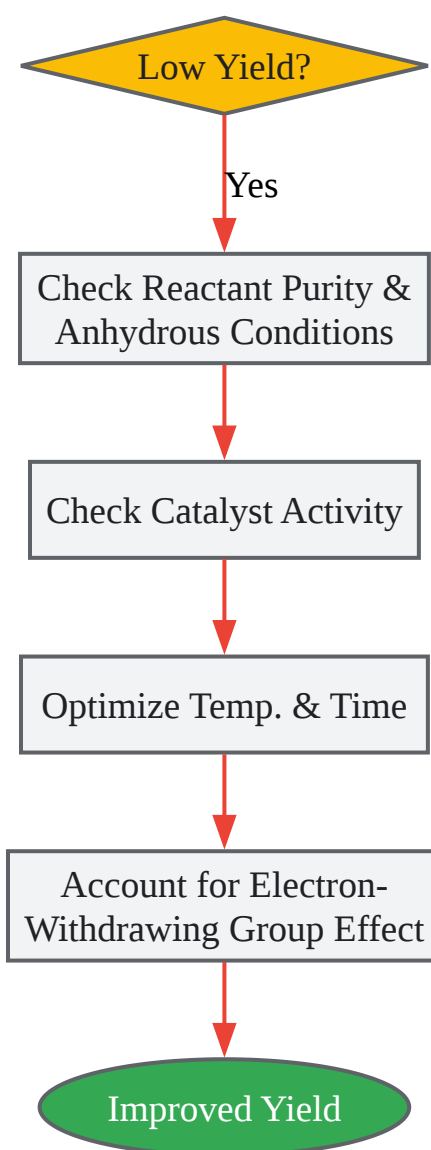 Low Yield?
Yes
Check Reactant Purity &
Anhydrous Conditions
Check Catalyst Activity
Optimize Temp. & Time
Account for Electron-
Withdrawing Group Effect
Improved Yield